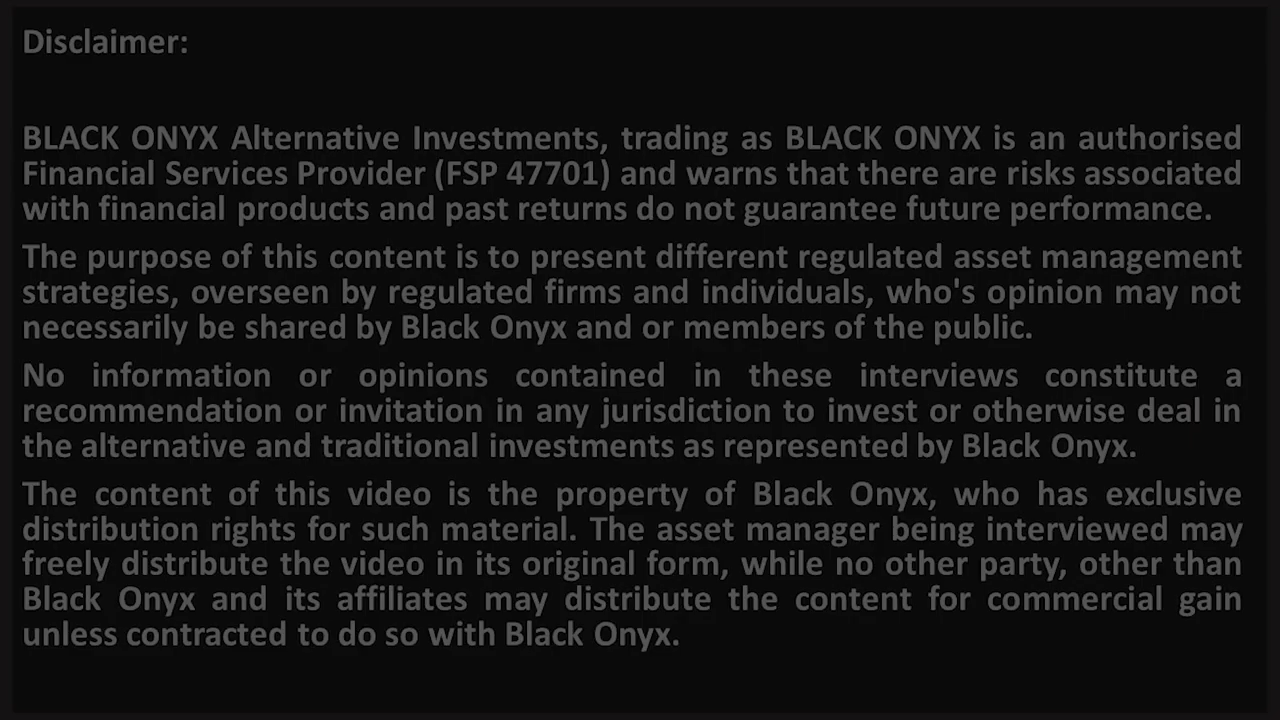 Disclaimer:
BLACK ONYX Alternative Investments, trading as BLACK ONYX is an authorised
Financial Services Provider (FSP 47701) and warns that there are risks associated
with financial products and past returns do not guarantee future performance.
The purpose of this content is to present different regulated asset management
strategies, overseen by regulated firms and individuals, who's opinion may not
necessarily be shared by Black Onyx and or members of the public.
No information or opinions contained in these interviews constitute a
recommendation or invitation in any jurisdiction to invest or otherwise deal in
the alternative and traditional investments as represented by Black Onyx.
The content of this video is the property of Black Onyx, who has exclusive
distribution rights for such material. The asset manager being interviewed may
freely distribute the video in its original form, while no other party, other than
Black Onyx and its affiliates may distribute the content for commercial gain
unless contracted to do so with Black Onyx.